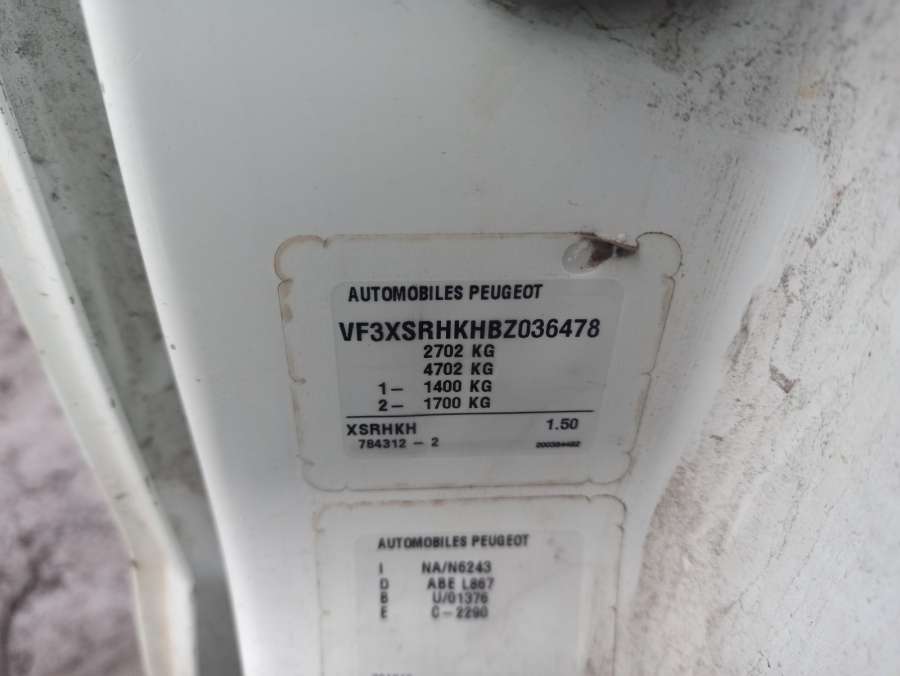 AUTOMOBILES PEUGEOT
VF3XSRHKHBZ036478
2702 KG
4702 KG
1– 1400 KG
2– 1700 KG
XSRHKH 1.50
784312 – 2
AUTOMOBILES PEUGEOT
I NA/N6243
D ABE L867
B U/01376
E C–2290